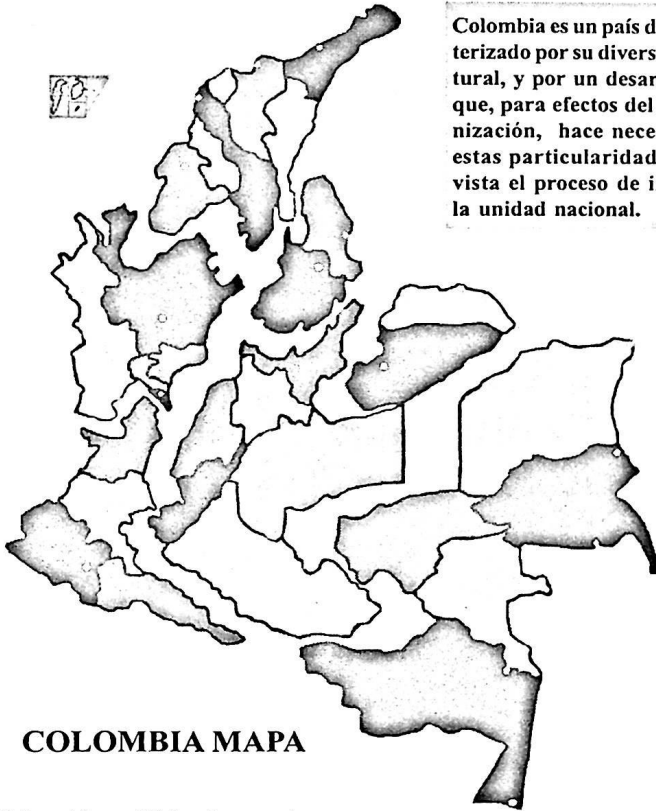 Colombia es un país d
terizado por su divers
tural, y por un desar
que, para efectos del
nización, hace nece
estas particularidad
vista el proceso de i
la unidad nacional.
COLOMBIA MAPA